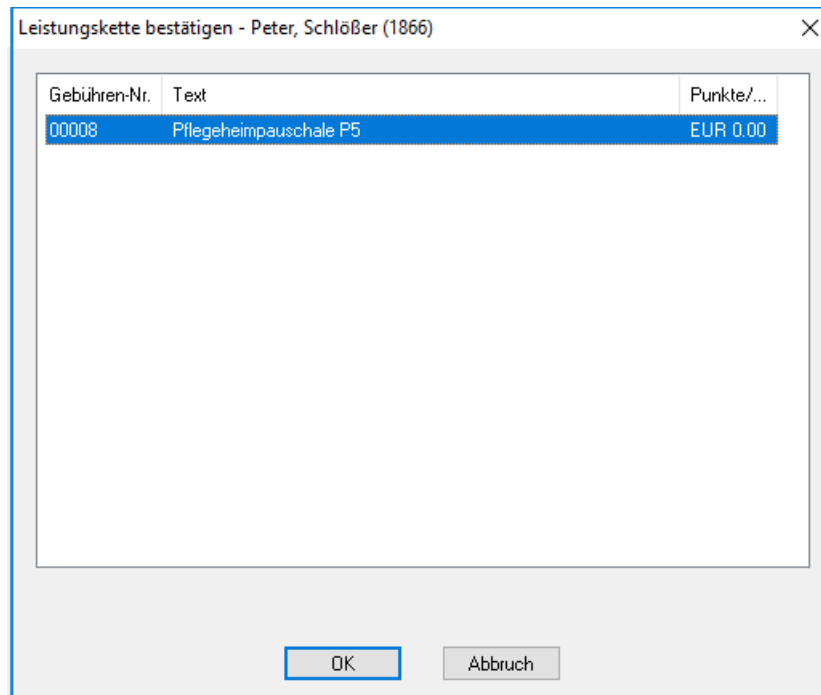 Leistungskette bestätigen - Peter, Schlößer (1866)
Gebühren-Nr. Text Punkte/...
00008 Pflegeheimpauschale P5 EUR 0.00
OK Abbruch